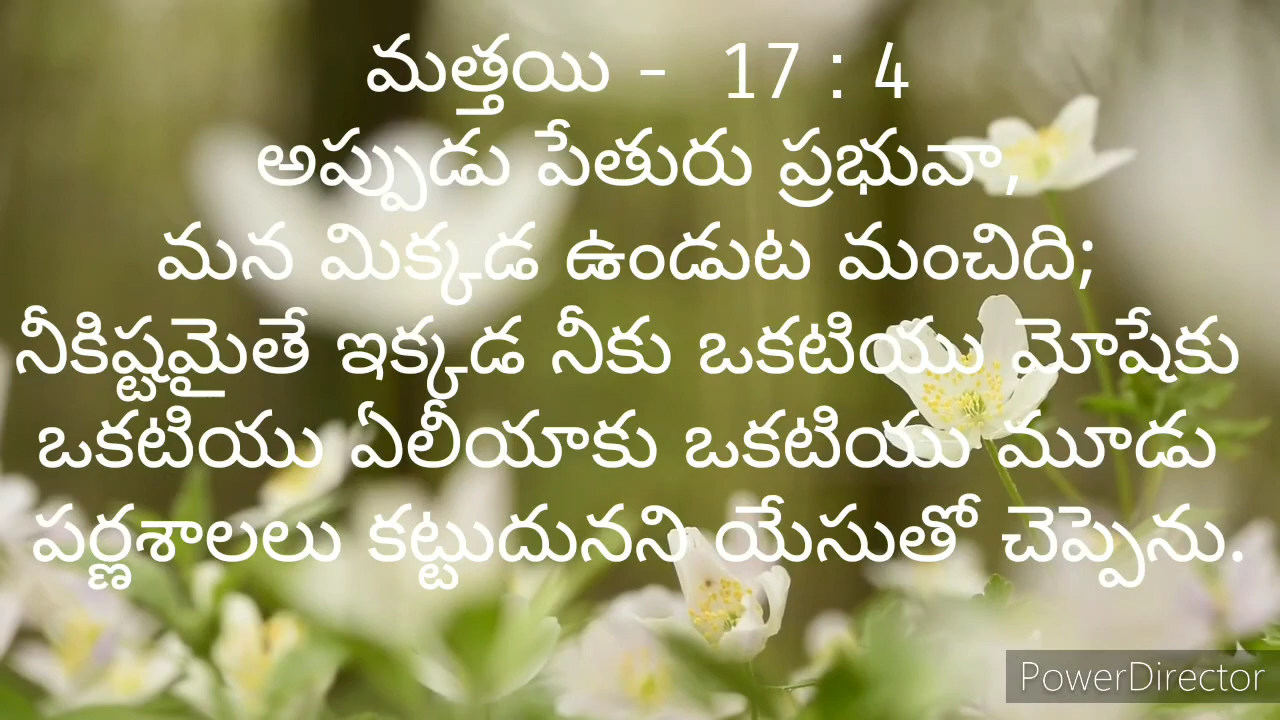 మత్తయి - 17 : 4
అప్పుడు పేతురు ప్రభువా,
మన మిక్కడ ఉండుట మంచిది;
నీకిష్టమైతే ఇక్కడ నీకు ఒకటియు మోషేకు
ఒకటియు ఏలీయాకు ఒకటియు మూడు
పర్ణశాలలు కట్టుదునని యేసుతో చెప్పెను.
PowerDirector